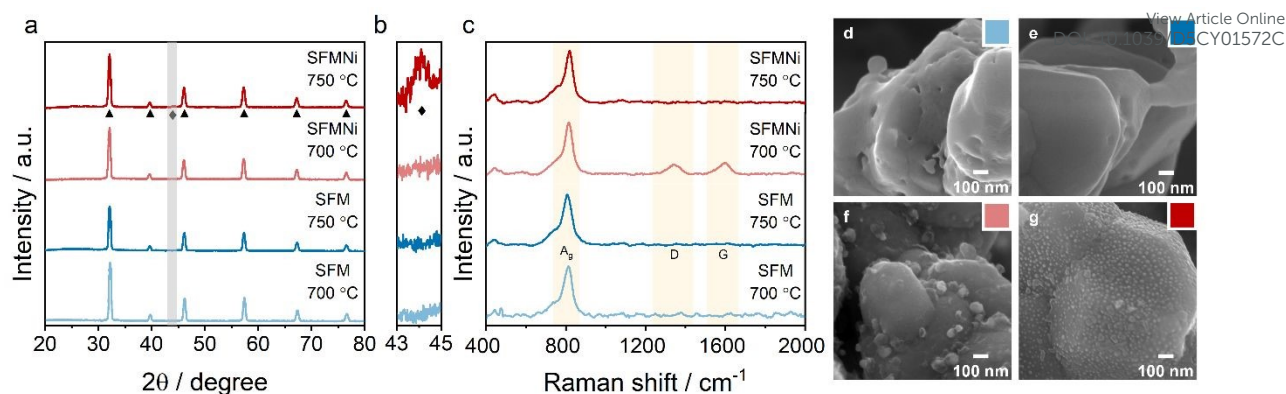 View Article Online
a
SFMNi
750 °C
SFMNi
700 °C
SFM
750 °C
SFM
700 °C
Intensity / a.u.
20 30 40 50 60 70 80
2θ / degree
b
43 45
c
Intensity / a.u.
SFMNi
750 °C
SFMNi
700 °C
SFM
750 °C
SFM
700 °C
Ag
D
G
400 800 1200 1600 2000
Raman shift / cm-1
d
100 nm
e
100 nm
f
100 nm
g
100 nm